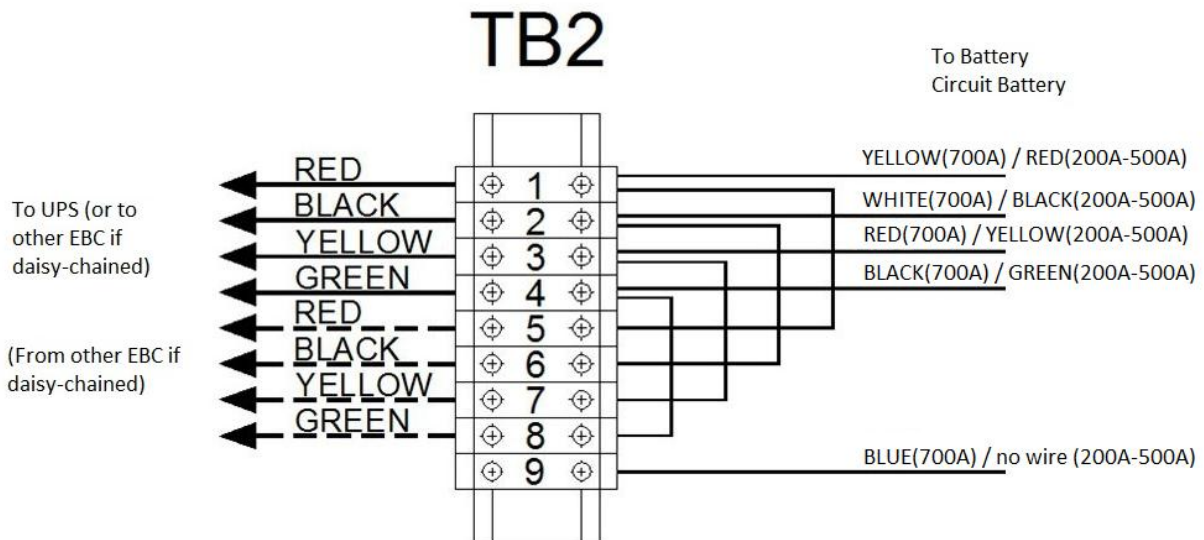 TB2
To Battery
Circuit Battery
To UPS (or to
other EBC if
daisy-chained)
(From other EBC if
daisy-chained)
RED
BLACK
YELLOW
GREEN
RED
BLACK
YELLOW
GREEN
1
2
3
4
5
6
7
8
9
YELLOW(700A) / RED(200A-500A)
WHITE(700A) / BLACK(200A-500A)
RED(700A) / YELLOW(200A-500A)
BLACK(700A) / GREEN(200A-500A)
BLUE(700A) / no wire (200A-500A)